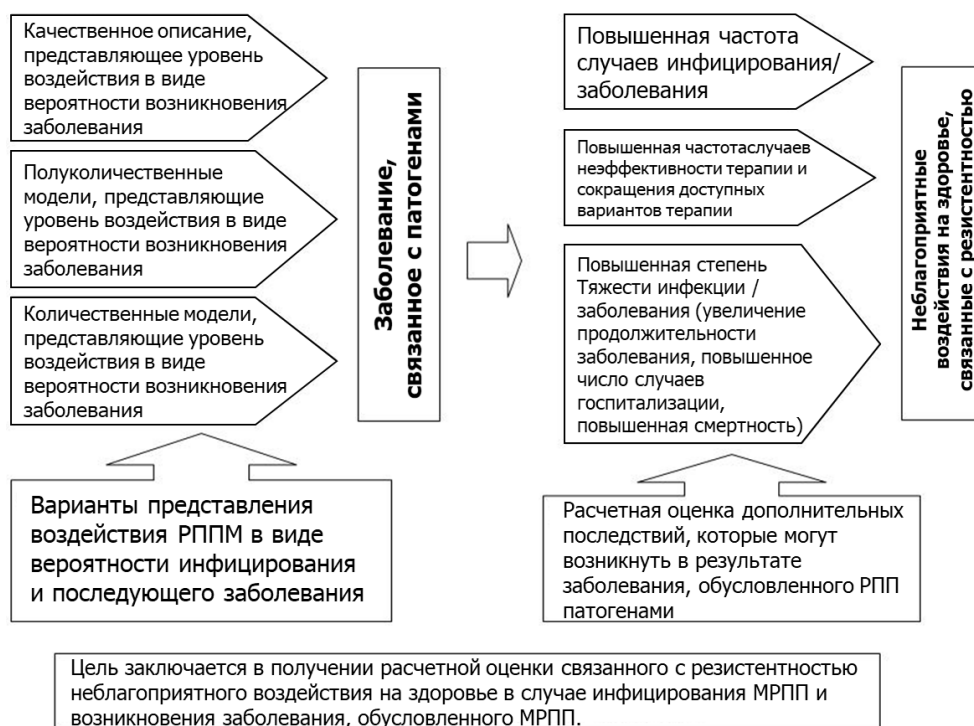 Качественное описание,
представляющее уровень
воздействия в виде
вероятности возникновения
заболевания
Полуколичественные
модели, представляющие
уровень воздействия в виде
вероятности возникновения
заболевания
Количественные модели,
представляющие уровень
воздействия в виде
вероятности возникновения
заболевания
Заболевание,
связанное с патогенами
Повышенная частота
случаев инфицирования/
заболевания
Повышенная частотаслучаев
неэффективности терапии и
сокращения доступных
вариантов терапии
Повышенная степень
Тяжести инфекции /
заболевания (увеличение
продолжительности
заболевания, повышенное
число случаев
госпитализации,
повышенная смертность)
Неблагоприятные
воздействия на здоровье,
связанные с резистентностью
Варианты представления
воздействия РППМ в виде
вероятности инфицирования
и последующего заболевания
Расчетная оценка дополнительных
последствий, которые могут
возникнуть в результате
заболевания, обусловленного РПП
патогенами
Цель заключается в получении расчетной оценки связанного с резистентностью
неблагоприятного воздействия на здоровье в случае инфицирования МРПП и
возникновения заболевания, обусловленного МРПП.